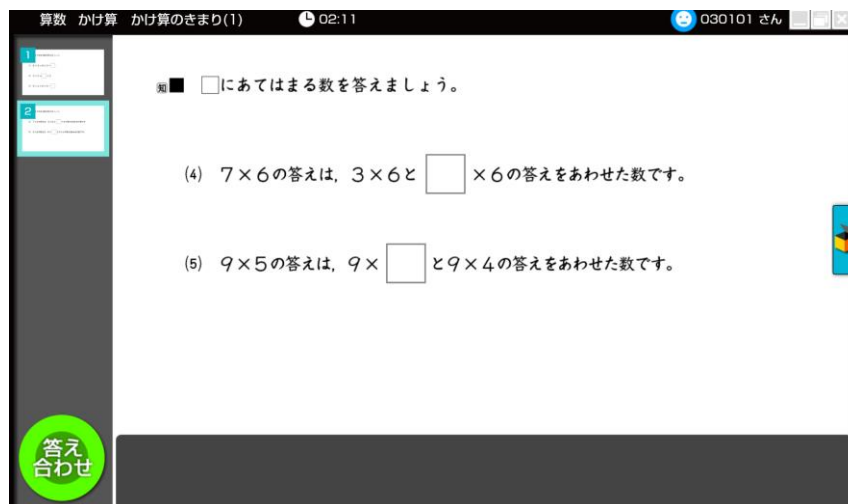 算数 かけ算 かけ算のきまり(1) 02:11 030101 さん
1
2
知■ □にあてはまる数を答えましょう。
(4) 7×6の答えは, 3×6と□×6の答えをあわせた数です。
(5) 9×5の答えは, 9×□と9×4の答えをあわせた数です。
答え
合わせ